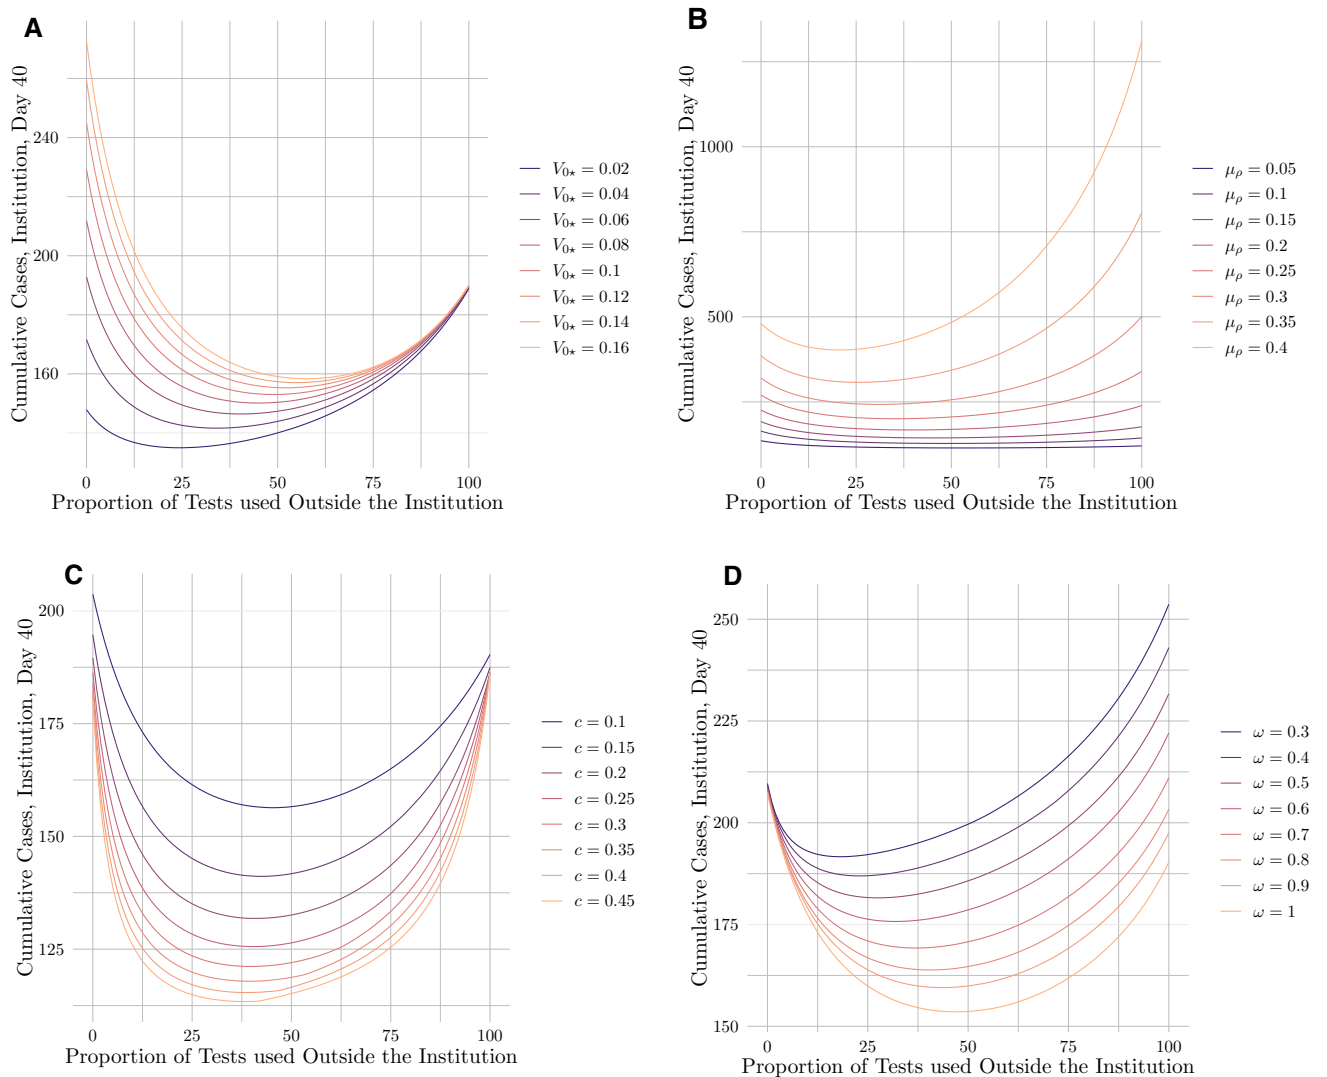 A
Cumulative Cases, Institution, Day 40
240
200
160
0 25 50 75 100
Proportion of Tests used Outside the Institution
V₀⋆ = 0.02
V₀⋆ = 0.04
V₀⋆ = 0.06
V₀⋆ = 0.08
V₀⋆ = 0.1
V₀⋆ = 0.12
V₀⋆ = 0.14
V₀⋆ = 0.16
B
Cumulative Cases, Institution, Day 40
1000
500
0 25 50 75 100
Proportion of Tests used Outside the Institution
μᵨ = 0.05
μᵨ = 0.1
μᵨ = 0.15
μᵨ = 0.2
μᵨ = 0.25
μᵨ = 0.3
μᵨ = 0.35
μᵨ = 0.4
C
Cumulative Cases, Institution, Day 40
200
175
150
125
0 25 50 75 100
Proportion of Tests used Outside the Institution
c = 0.1
c = 0.15
c = 0.2
c = 0.25
c = 0.3
c = 0.35
c = 0.4
c = 0.45
D
Cumulative Cases, Institution, Day 40
250
225
200
175
150
0 25 50 75 100
Proportion of Tests used Outside the Institution
ω = 0.3
ω = 0.4
ω = 0.5
ω = 0.6
ω = 0.7
ω = 0.8
ω = 0.9
ω = 1